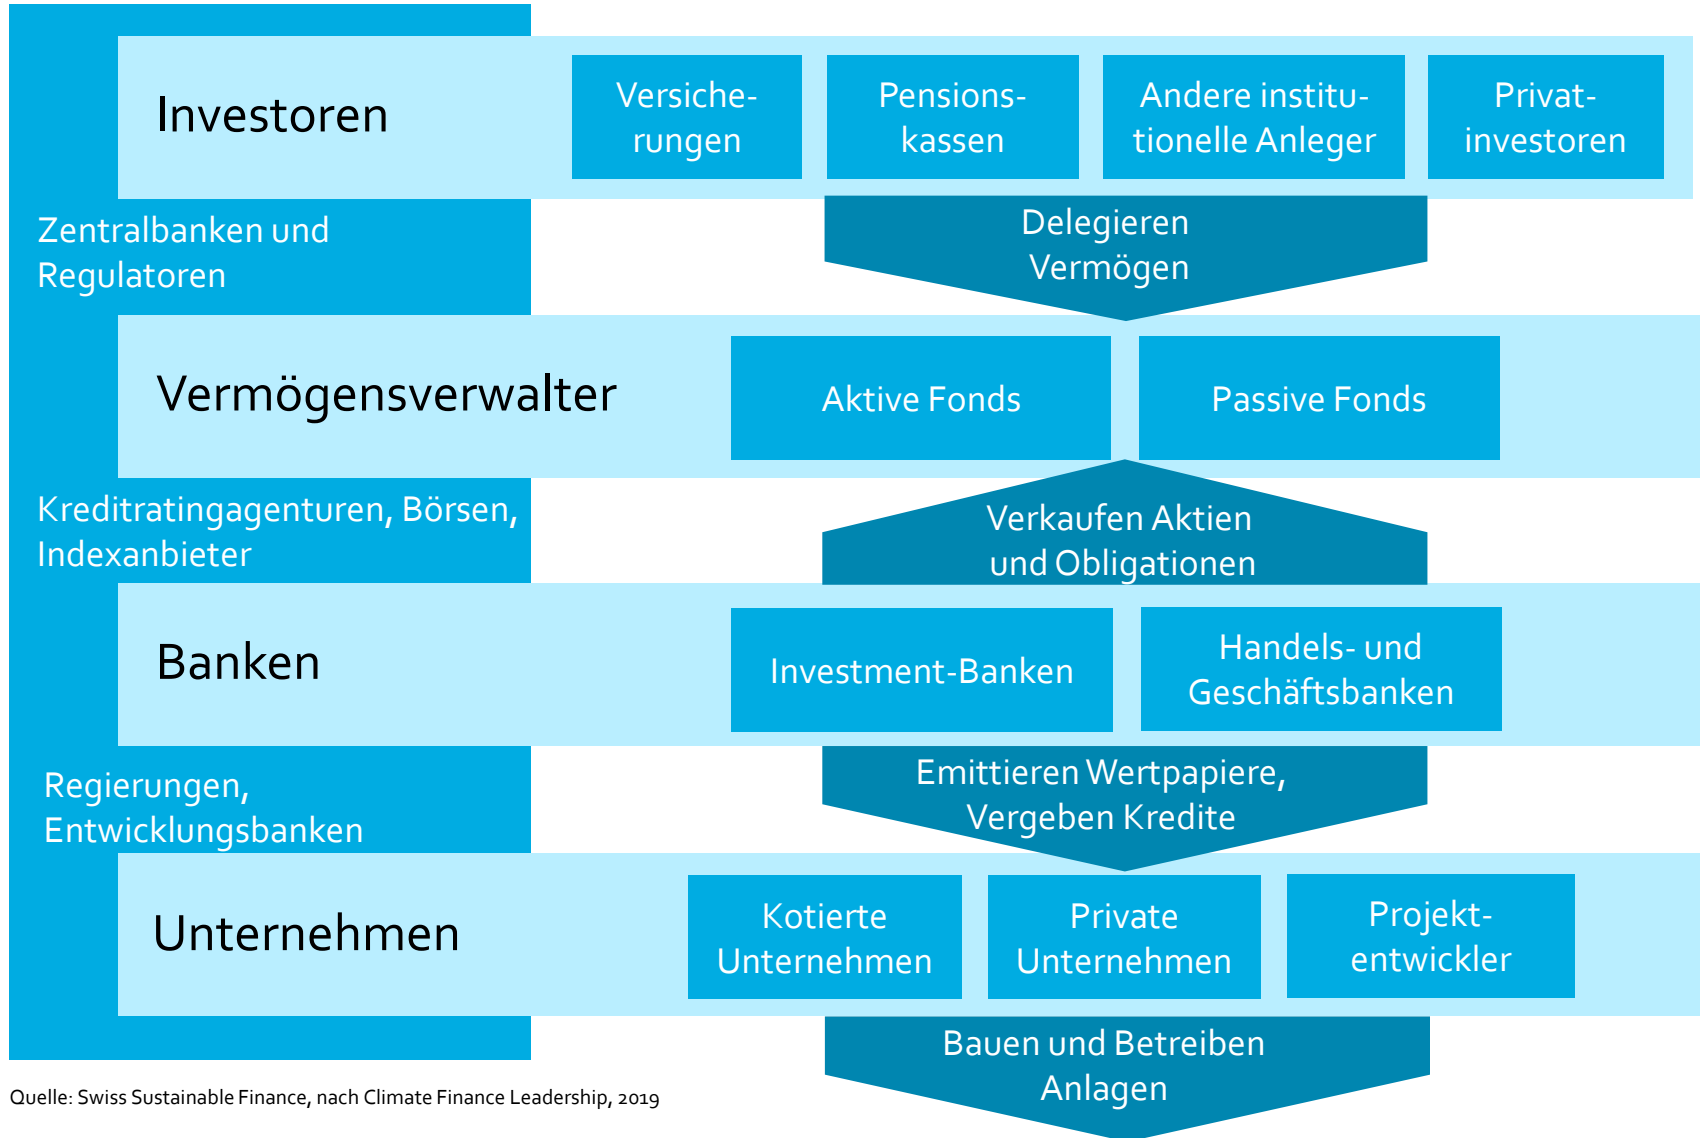 Investoren
Versiche-
rungen
Pensions-
kassen
Andere institu-
tionelle Anleger
Privat-
investoren
Zentralbanken und
Regulatoren
Delegieren
Vermögen
Vermögensverwalter
Aktive Fonds
Passive Fonds
Kreditratingagenturen, Börsen,
Indexanbieter
Verkaufen Aktien
und Obligationen
Banken
Investment-Banken
Handels- und
Geschäftsbanken
Regierungen,
Entwicklungsbanken
Emittieren Wertpapiere,
Vergeben Kredite
Unternehmen
Kotierte
Unternehmen
Private
Unternehmen
Projekt-
entwickler
Bauen und Betreiben
Anlagen
Quelle: Swiss Sustainable Finance, nach Climate Finance Leadership, 2019